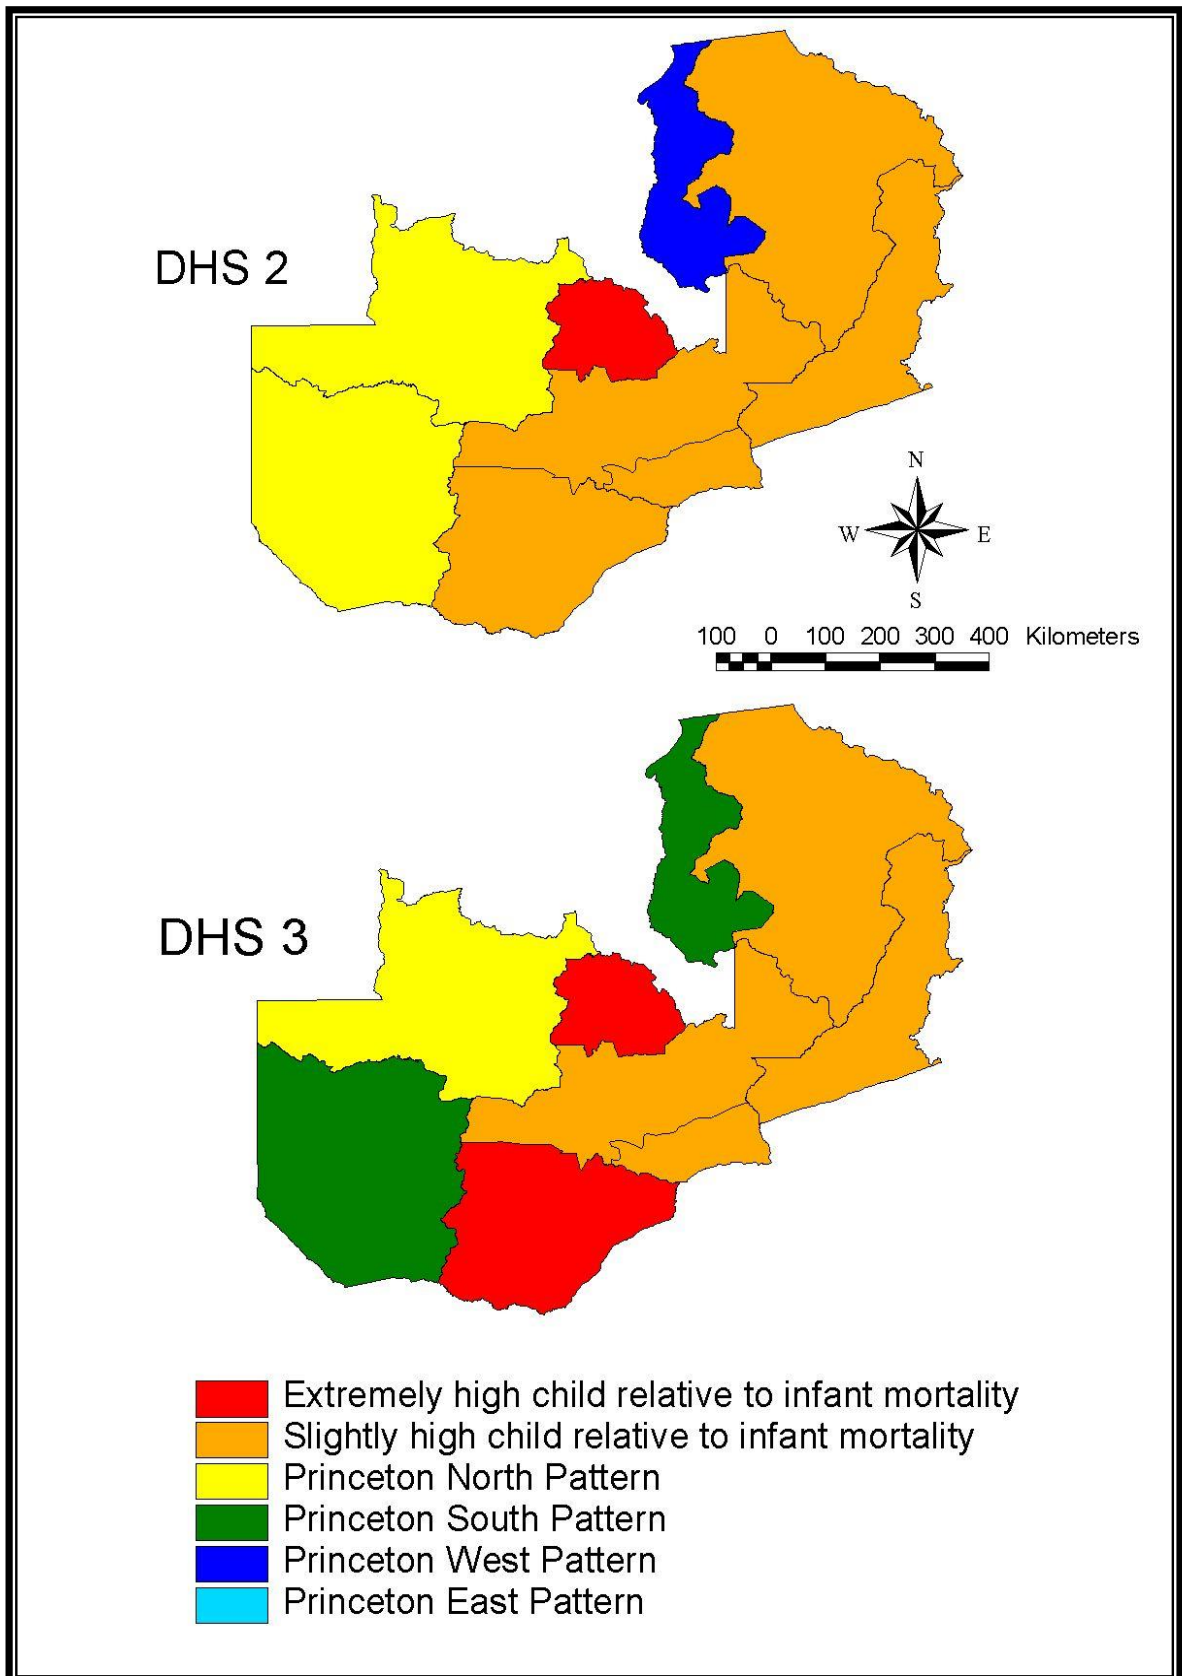 DHS 2
N
W E
S
100 0 100 200 300 400 Kilometers
DHS 3
Extremely high child relative to infant mortality
Slightly high child relative to infant mortality
Princeton North Pattern
Princeton South Pattern
Princeton West Pattern
Princeton East Pattern